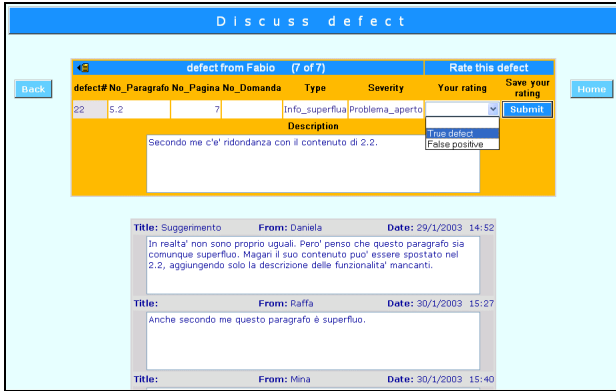 Discuss defect
defect from Fabio (7 of 7) Rate this defect
Back defect# No_Paragrafo No_Pagina No_Domanda Type Severity Your rating Save your rating Home
22 5.2 7 Info_superflua Problema_aperto Submit
True defect
False positive
Description
Secondo me c'e' ridondanza con il contenuto di 2.2.
Title: Suggerimento From: Daniela Date: 29/1/2003 14:52
In realta' non sono proprio uguali. Pero' penso che questo paragrafo sia
comunque superfluo. Magari il suo contenuto puo' essere spostato nel
2.2, aggiungendo solo la descrizione delle funzionalita' mancanti.
Title: From: Raffa Date: 30/1/2003 15:27
Anche secondo me questo paragrafo è superfluo.
Title: From: Mina Date: 30/1/2003 15:40